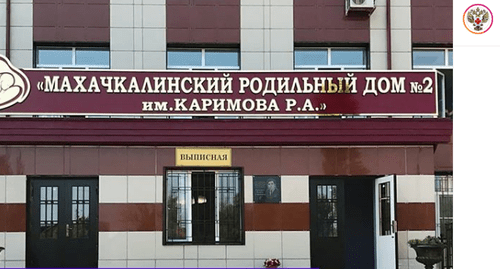 «МАХАЧКАЛИНСКИЙ РОДИЛЬНЫЙ ДОМ №2
им.КАРИМОВА Р.А.»
ВЫПИСНАЯ